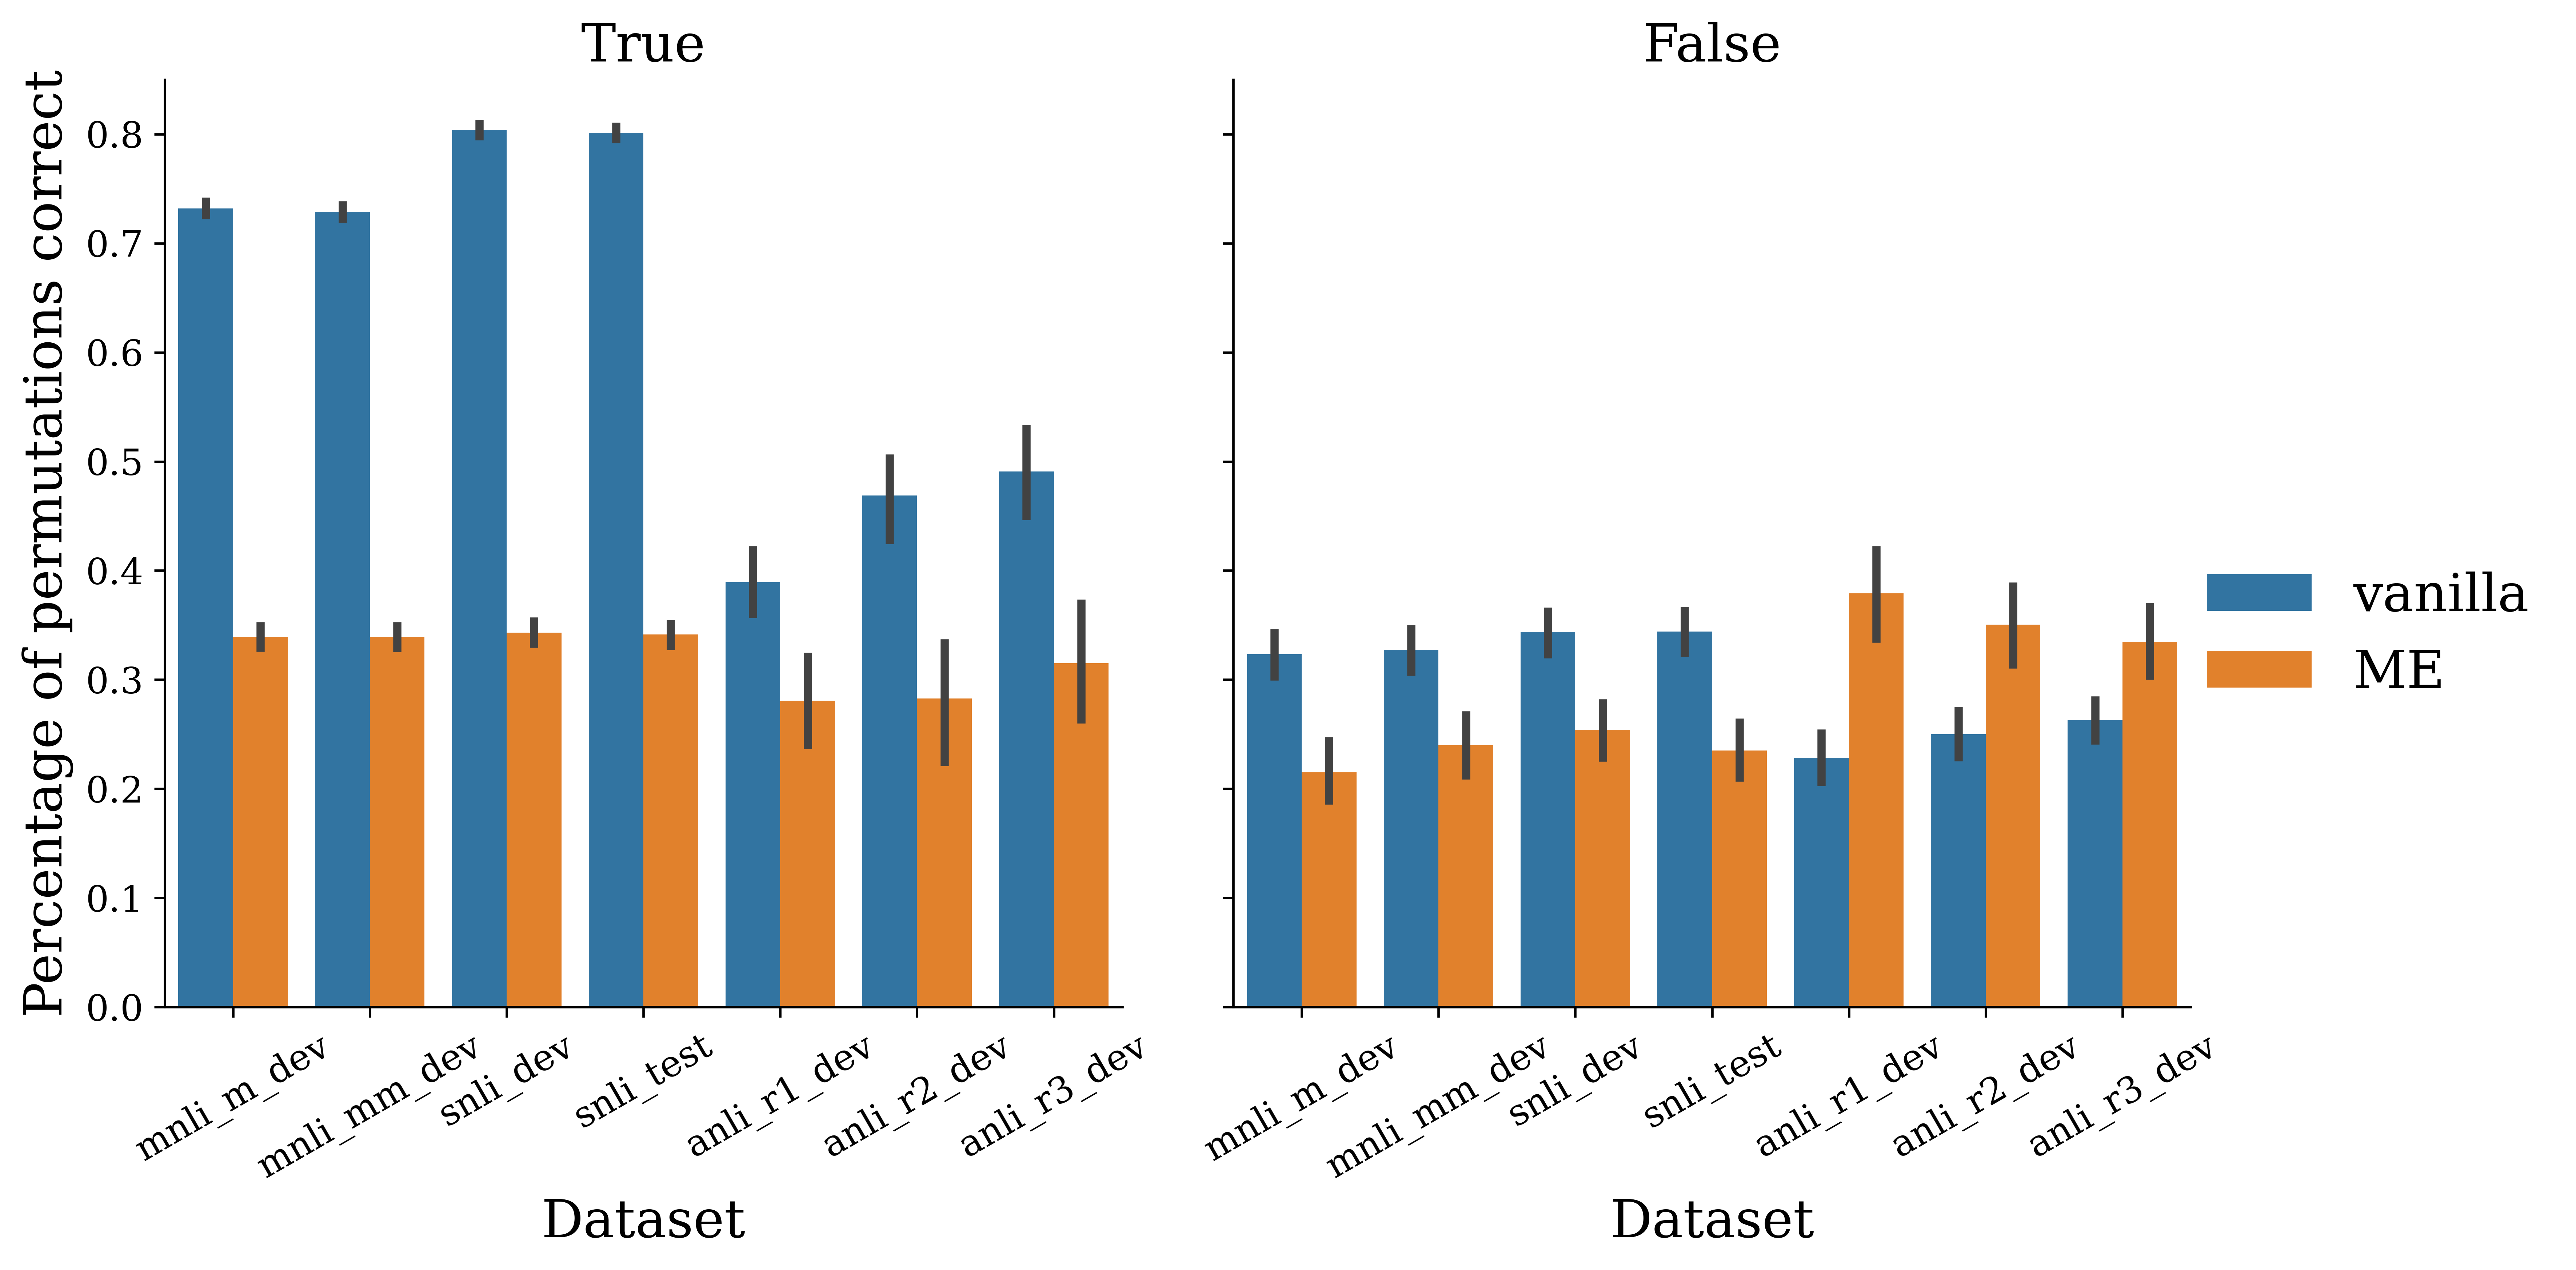 True
False
Percentage of permutations correct
0.8
0.7
0.6
0.5
0.4
0.3
0.2
0.1
0.0
mnli_m_dev
mnli_mm_dev
snli_dev
snli_test
anli_r1_dev
anli_r2_dev
anli_r3_dev
Dataset
mnli_m_dev
mnli_mm_dev
snli_dev
snli_test
anli_r1_dev
anli_r2_dev
anli_r3_dev
Dataset
vanilla
ME